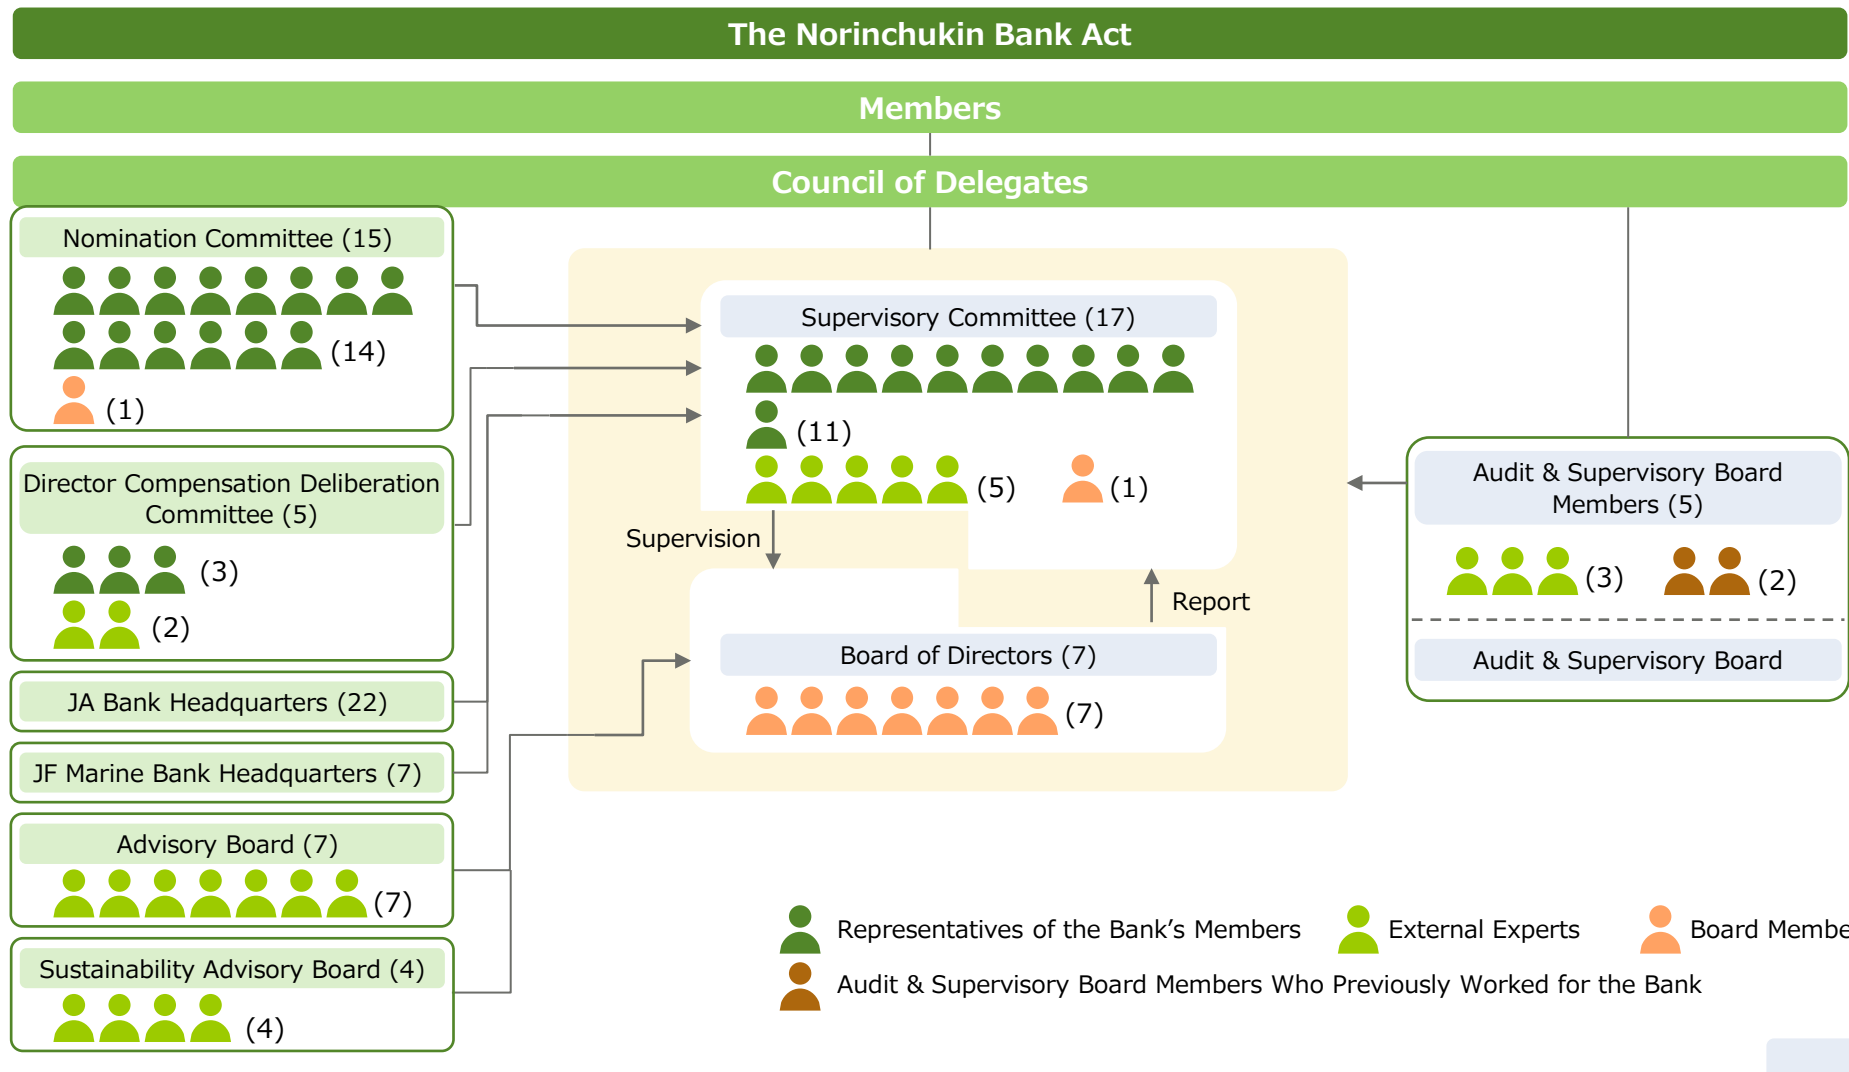 The Norinchukin Bank Act
Members
Council of Delegates
Nomination Committee (15)
(14)
(1)
Director Compensation Deliberation
Committee (5)
(3)
(2)
JA Bank Headquarters (22)
JF Marine Bank Headquarters (7)
Advisory Board (7)
(7)
Sustainability Advisory Board (4)
(4)
Supervisory Committee (17)
(11)
(5)
(1)
Supervision
Report
Board of Directors (7)
(7)
Audit & Supervisory Board
Members (5)
(3)
(2)
Audit & Supervisory Board
Representatives of the Bank’s Members
External Experts
Board Membe
Audit & Supervisory Board Members Who Previously Worked for the Bank